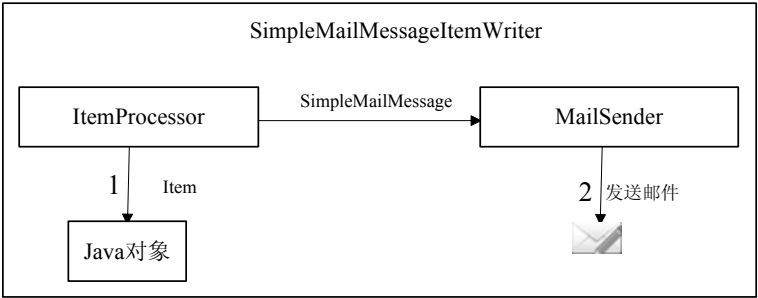 SimpleMailMessageItemWriter
ItemProcessor
SimpleMailMessage
MailSender
1
Item
2
发送邮件
Java对象